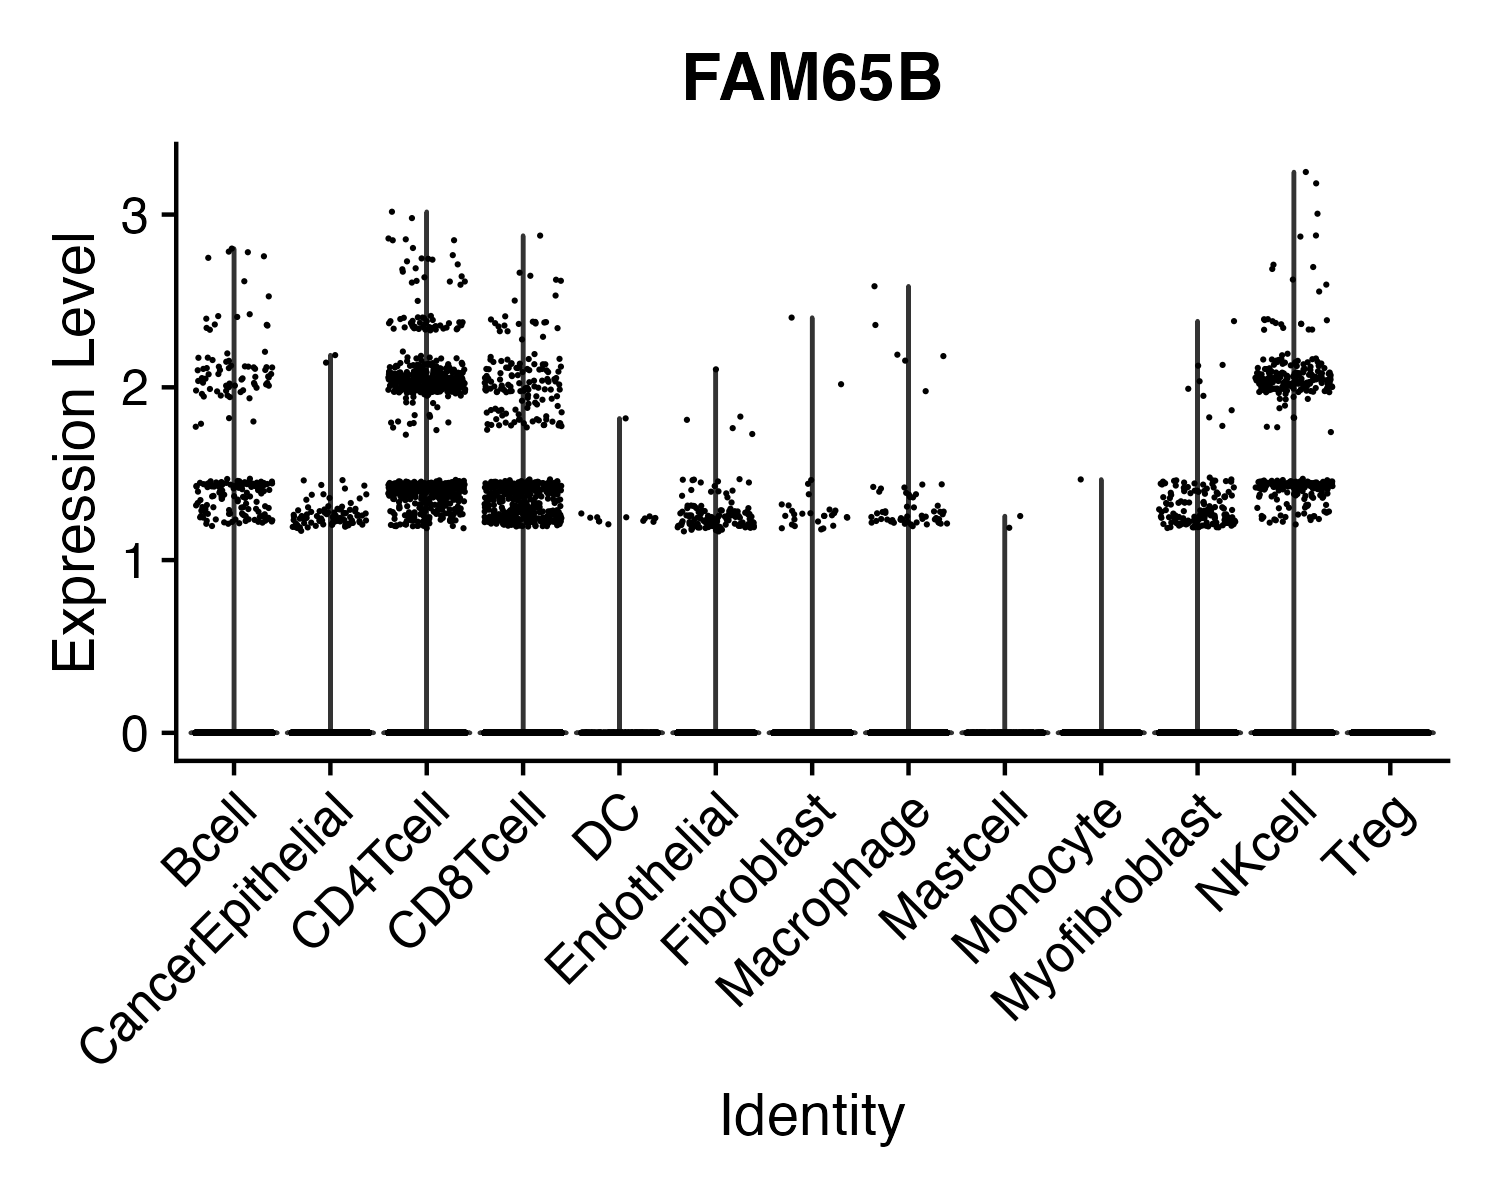 FAM65B
Expression Level
3
2
1
0
Bcell
CancerEpithelial
CD4Tcell
CD8Tcell
DC
Endothelial
Fibroblast
Macrophage
Mastcell
Monocyte
Myofibroblast
NKcell
Treg
Identity